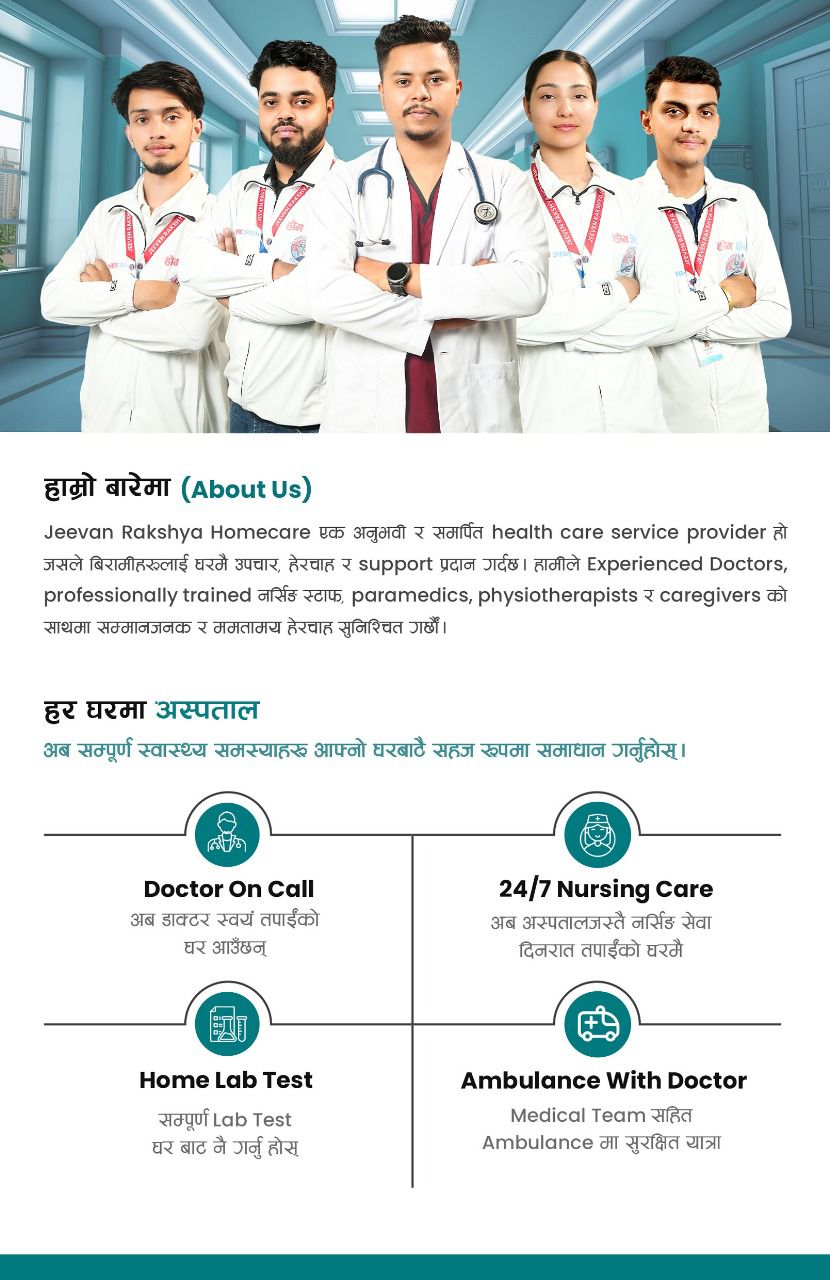 हाम्रो बारेमा (About Us)
Jeevan Rakshya Homecare एक अनुभवी र समर्पित health care service provider हो
जसले बिरामीहरुलाई घरमै उपचार, हेरचाह र support प्रदान गर्दछ। हामीले Experienced Doctors,
professionally trained नर्सिङ स्टाफ, paramedics, physiotherapists र caregivers को
साथमा सम्मानजनक र ममतामय हेरचाह सुनिश्चित गर्छौं।
हर घरमा अस्पताल
अब सम्पूर्ण स्वास्थ्य समस्याहरु आफ्नो घरबाटै सहज रुपमा समाधान गर्नुहोस्।
Doctor On Call
अब डाक्टर स्वयं तपाईंको
घर आउँछन्
24/7 Nursing Care
अब अस्पतालजस्तै नर्सिङ सेवा
दिनरात तपाईंको घरमै
Home Lab Test
सम्पूर्ण Lab Test
घर बाट नै गर्नु होस्
Ambulance With Doctor
Medical Team सहित
Ambulance मा सुरक्षित यात्रा